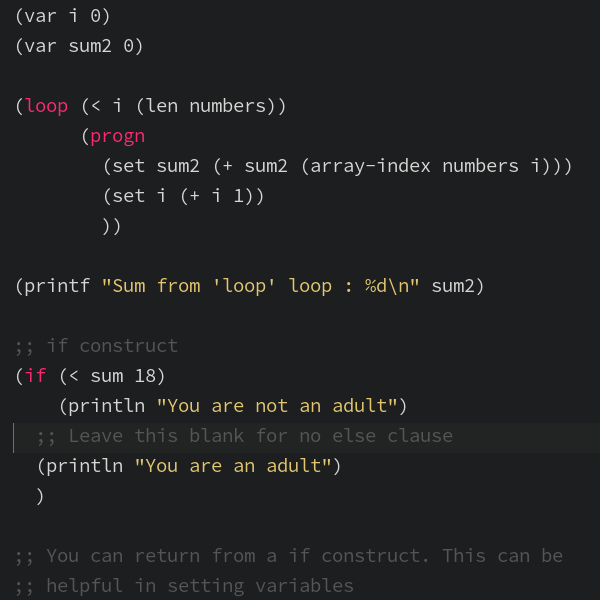 (var i 0)
(var sum2 0)
(loop (< i (len numbers))
(progn
(set sum2 (+ sum2 (array-index numbers i)))
(set i (+ i 1))
))
(printf "Sum from 'loop' loop : %d\n" sum2)
;; if construct
(if (< sum 18)
(println "You are not an adult")
;; Leave this blank for no else clause
(println "You are an adult")
)
;; You can return from a if construct. This can be
;; helpful in setting variables